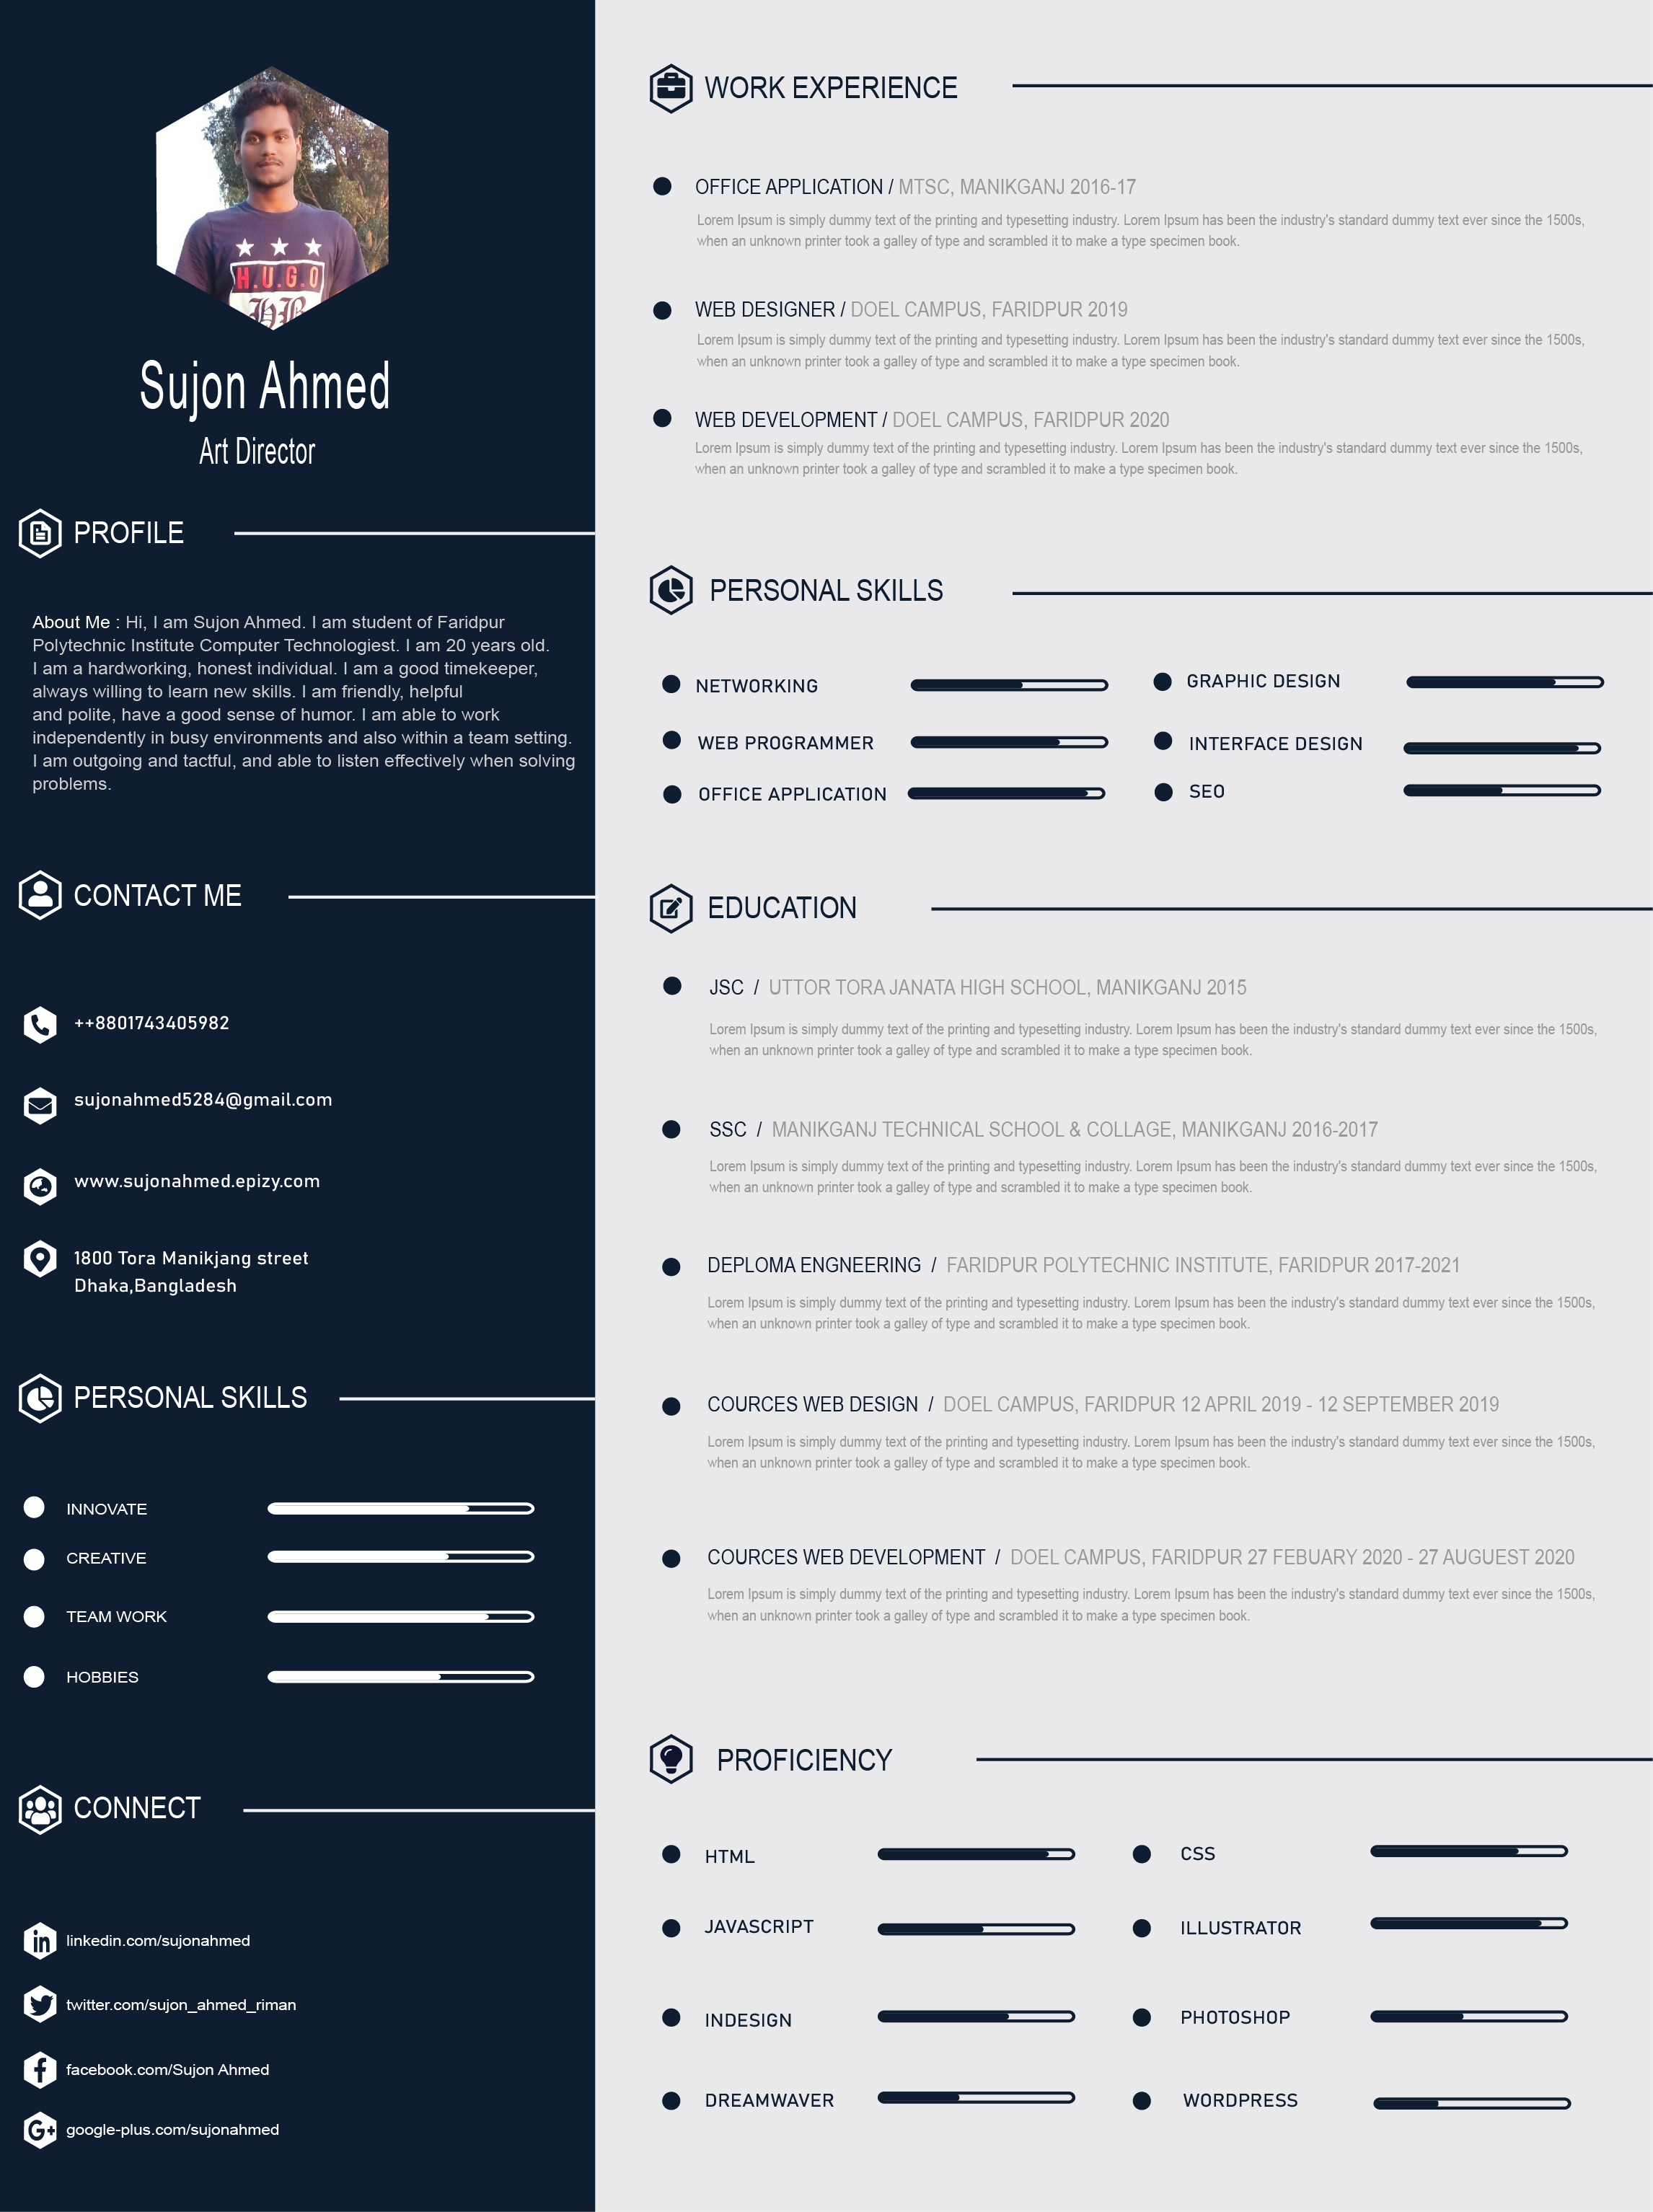 H.U.G.O
Sujon Ahmed
Art Director
PROFILE
About Me : Hi, I am Sujon Ahmed. I am student of Faridpur
Polytechnic Institute Computer Technologiest. I am 20 years old.
I am a hardworking, honest individual. I am a good timekeeper,
always willing to learn new skills. I am friendly, helpful
and polite, have a good sense of humor. I am able to work
independently in busy environments and also within a team setting.
I am outgoing and tactful, and able to listen effectively when solving
problems.
CONTACT ME
++8801743405982
sujonahmed5284@gmail.com
www.sujonahmed.epizy.com
1800 Tora Manikjang street
Dhaka,Bangladesh
PERSONAL SKILLS
INNOVATE
CREATIVE
TEAM WORK
HOBBIES
CONNECT
linkedin.com/sujonahmed
twitter.com/sujon_ahmed_riman
facebook.com/Sujon Ahmed
google-plus.com/sujonahmed
WORK EXPERIENCE
OFFICE APPLICATION / MTSC, MANIKGANJ 2016-17
Lorem Ipsum is simply dummy text of the printing and typesetting industry. Lorem Ipsum has been the industry's standard dummy text ever since the 1500s,
when an unknown printer took a galley of type and scrambled it to make a type specimen book.
WEB DESIGNER / DOEL CAMPUS, FARIDPUR 2019
Lorem Ipsum is simply dummy text of the printing and typesetting industry. Lorem Ipsum has been the industry's standard dummy text ever since the 1500s,
when an unknown printer took a galley of type and scrambled it to make a type specimen book.
WEB DEVELOPMENT / DOEL CAMPUS, FARIDPUR 2020
Lorem Ipsum is simply dummy text of the printing and typesetting industry. Lorem Ipsum has been the industry's standard dummy text ever since the 1500s,
when an unknown printer took a galley of type and scrambled it to make a type specimen book.
PERSONAL SKILLS
NETWORKING
WEB PROGRAMMER
OFFICE APPLICATION
GRAPHIC DESIGN
INTERFACE DESIGN
SEO
EDUCATION
JSC / UTTOR TORA JANATA HIGH SCHOOL, MANIKGANJ 2015
Lorem Ipsum is simply dummy text of the printing and typesetting industry. Lorem Ipsum has been the industry's standard dummy text ever since the 1500s,
when an unknown printer took a galley of type and scrambled it to make a type specimen book.
SSC / MANIKGANJ TECHNICAL SCHOOL & COLLAGE, MANIKGANJ 2016-2017
Lorem Ipsum is simply dummy text of the printing and typesetting industry. Lorem Ipsum has been the industry's standard dummy text ever since the 1500s,
when an unknown printer took a galley of type and scrambled it to make a type specimen book.
DEPLOMA ENGNEERING / FARIDPUR POLYTECHNIC INSTITUTE, FARIDPUR 2017-2021
Lorem Ipsum is simply dummy text of the printing and typesetting industry. Lorem Ipsum has been the industry's standard dummy text ever since the 1500s,
when an unknown printer took a galley of type and scrambled it to make a type specimen book.
COURCES WEB DESIGN / DOEL CAMPUS, FARIDPUR 12 APRIL 2019 - 12 SEPTEMBER 2019
Lorem Ipsum is simply dummy text of the printing and typesetting industry. Lorem Ipsum has been the industry's standard dummy text ever since the 1500s,
when an unknown printer took a galley of type and scrambled it to make a type specimen book.
COURCES WEB DEVELOPMENT / DOEL CAMPUS, FARIDPUR 27 FEBUARY 2020 - 27 AUGUEST 2020
Lorem Ipsum is simply dummy text of the printing and typesetting industry. Lorem Ipsum has been the industry's standard dummy text ever since the 1500s,
when an unknown printer took a galley of type and scrambled it to make a type specimen book.
PROFICIENCY
HTML
JAVASCRIPT
INDESIGN
DREAMWAVER
CSS
ILLUSTRATOR
PHOTOSHOP
WORDPRESS